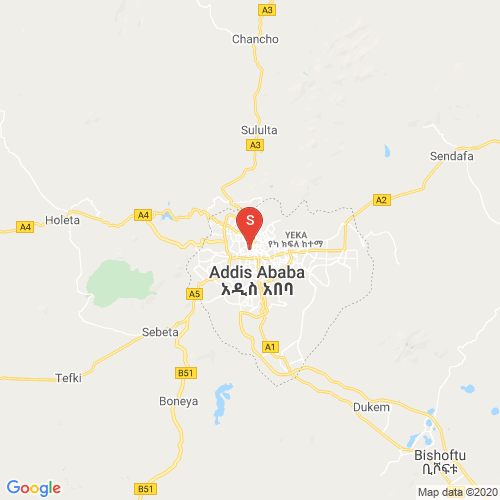 A3
Chancho
Sululta
A3
Sendafa
A2
Holeta
A4
A4
S
YEKA
የካ ክፍለ ከተማ
Addis Ababa
አዲስ አበባ
A5
Sebeta
A1
Tefki
B51
Boneya
Dukem
Bishoftu
ቢሾፍቱ
B51
Google
Map data ©2020